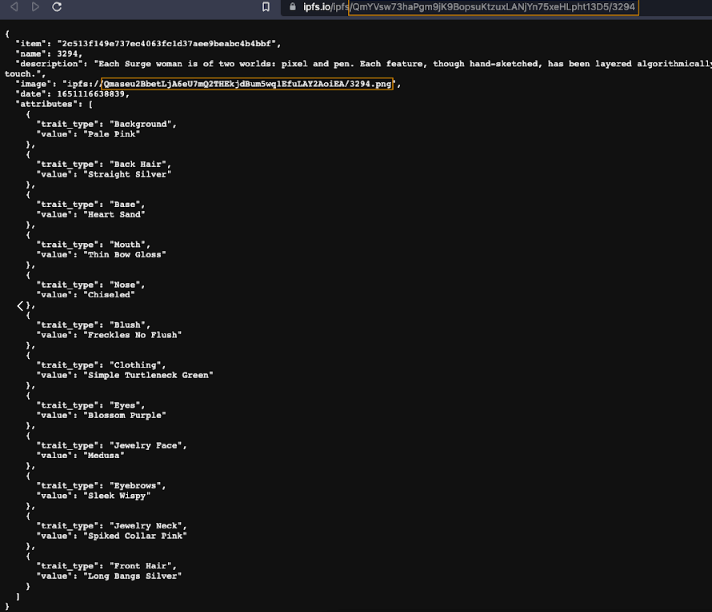 ipfs.io/ipfs/QmYVsw73haPgm9jK9BopsuKtzuxLANjYn75xeHLpht13D5/3294
{
"item": "2c513f149e737ec4063fc1d37aee9beabc4b4bbf",
"name": 3294,
"description": "Each Surge woman is of two worlds: pixel and pen. Each feature, though hand-sketched, has been layered algorithmically
touch.",
"image": "ipfs://Qmaseu2BbetLjA6eU7mQ2THEkjdBum5wq1EfuLAY2AoiEA/3294.png",
"date": 1651116638839,
"attributes": [
{
"trait_type": "Background",
"value": "Pale Pink"
},
{
"trait_type": "Back Hair",
"value": "Straight Silver"
},
{
"trait_type": "Base",
"value": "Heart Sand"
},
{
"trait_type": "Mouth",
"value": "Thin Bow Gloss"
},
{
"trait_type": "Nose",
"value": "Chiseled"
},
{
"trait_type": "Blush",
"value": "Freckles No Flush"
},
{
"trait_type": "Clothing",
"value": "Simple Turtleneck Green"
},
{
"trait_type": "Eyes",
"value": "Blossom Purple"
},
{
"trait_type": "Jewelry Face",
"value": "Medusa"
},
{
"trait_type": "Eyebrows",
"value": "Sleek Wispy"
},
{
"trait_type": "Jewelry Neck",
"value": "Spiked Collar Pink"
},
{
"trait_type": "Front Hair",
"value": "Long Bangs Silver"
}
]
}